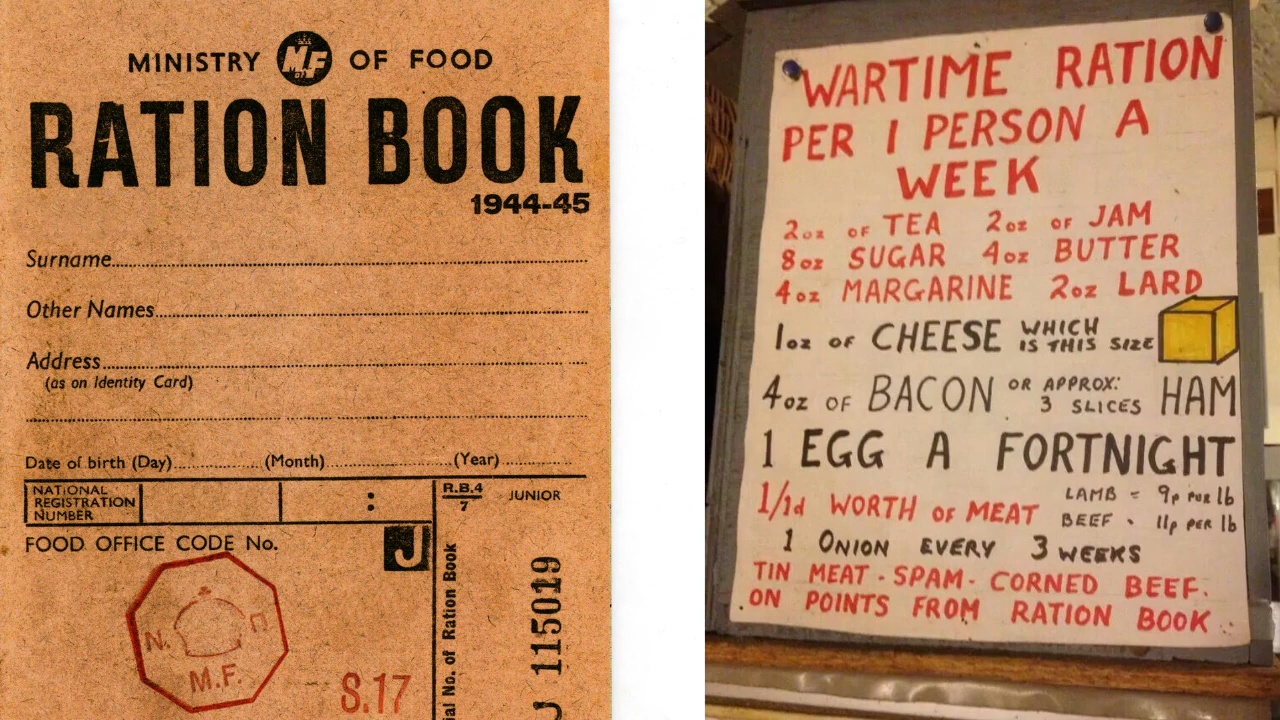 MINISTRY MF OF FOOD
RATION BOOK
1944-45
Surname
Other Names
Address
(as on Identity Card)
Date of birth (Day) (Month) (Year)
NATIONAL
REGISTRATION
NUMBER
:
R.B.4
7
JUNIOR
FOOD OFFICE CODE No.
J
N.
M.F.
S.17
ial No. of Ration Book
J 115019
WARTIME RATION
PER 1 PERSON A
WEEK
2oz OF TEA 2oz OF JAM
8oz SUGAR 4oz BUTTER
4oz MARGARINE 2oz LARD
1oz OF CHEESE WHICH
IS THIS SIZE
4oz OF BACON OR APPROX:
3 SLICES HAM
1 EGG A FORTNIGHT
1/1d WORTH OF MEAT LAMB = 9p PER lb
BEEF - 11p PER lb
1 ONION EVERY 3 WEEKS
TIN MEAT - SPAM - CORNED BEEF.
ON POINTS FROM RATION BOOK